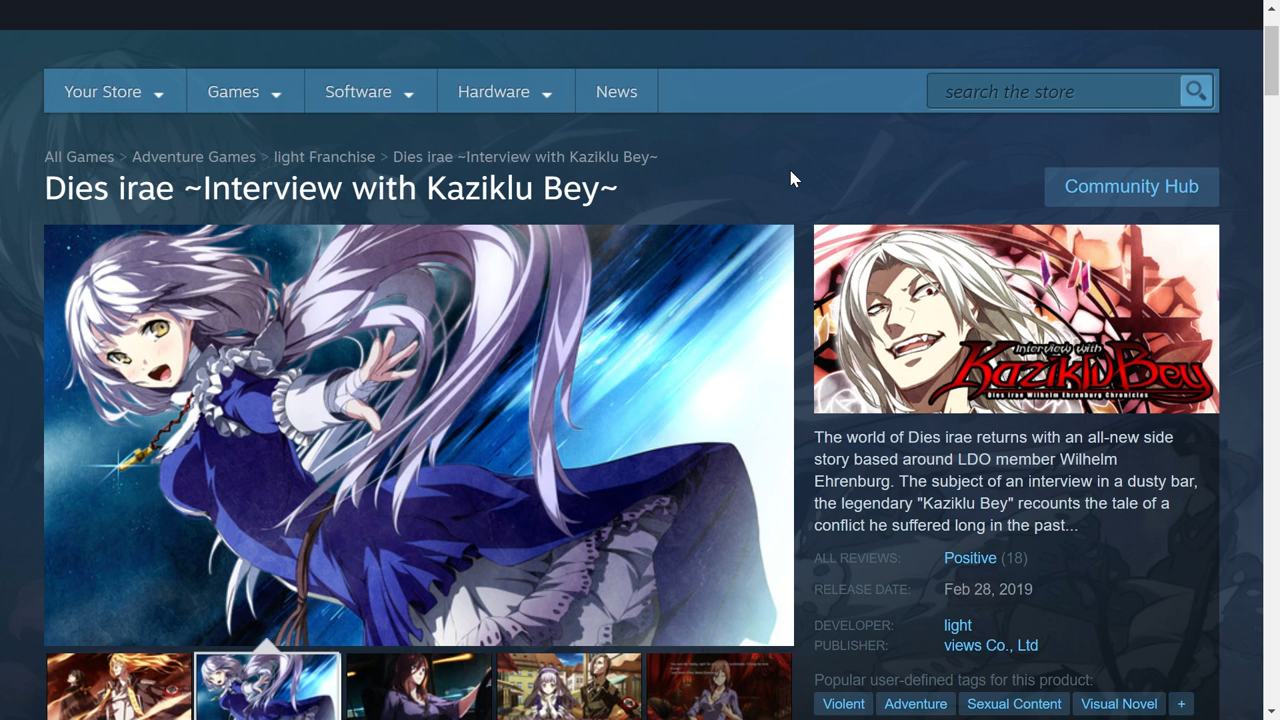 Your Store
Games
Software
Hardware
News
search the store
All Games > Adventure Games > light Franchise > Dies irae ~Interview with Kaziklu Bey~
Dies irae ~Interview with Kaziklu Bey~
Community Hub
Interview with
Kaziklu Bey
Dies irae Wilhelm Ehrenburg Chronicles
The world of Dies irae returns with an all-new side
story based around LDO member Wilhelm
Ehrenburg. The subject of an interview in a dusty bar,
the legendary "Kaziklu Bey" recounts the tale of a
conflict he suffered long in the past...
ALL REVIEWS: Positive (18)
RELEASE DATE: Feb 28, 2019
DEVELOPER: light
PUBLISHER: views Co., Ltd
Popular user-defined tags for this product:
Violent
Adventure
Sexual Content
Visual Novel
+